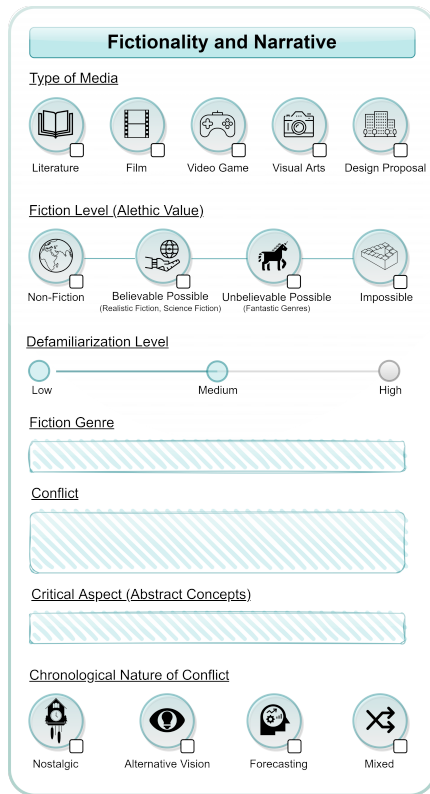 Fictionality and Narrative
Type of Media
Literature
Film
Video Game
Visual Arts
Design Proposal
Fiction Level (Alethic Value)
Non-Fiction
Believable Possible
(Realistic Fiction, Science Fiction)
Unbelievable Possible
(Fantastic Genres)
Impossible
Defamiliarization Level
Low
Medium
High
Fiction Genre
Conflict
Critical Aspect (Abstract Concepts)
Chronological Nature of Conflict
Nostalgic
Alternative Vision
Forecasting
Mixed